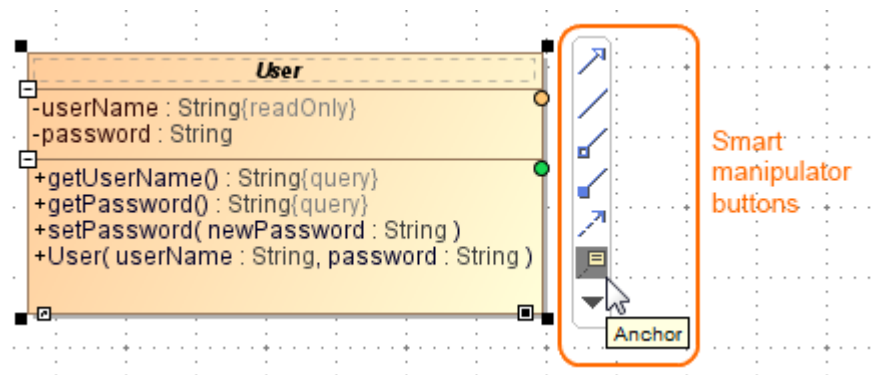 User
-userName : String{readOnly}
-password : String
+getUserName() : String{query}
+getPassword() : String{query}
+setPassword( newPassword : String )
+User( userName : String, password : String )
Smart
manipulator
buttons
Anchor